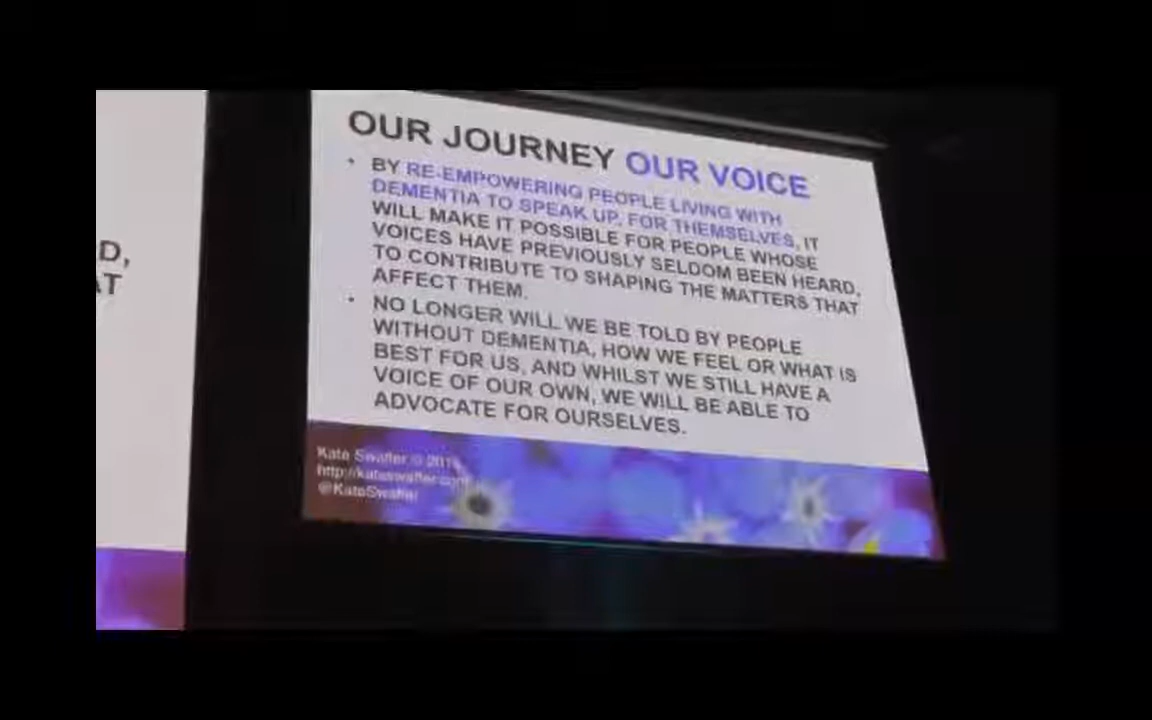 D,
AT
OUR JOURNEY OUR VOICE
• BY RE-EMPOWERING PEOPLE LIVING WITH
DEMENTIA TO SPEAK UP, FOR THEMSELVES, IT
WILL MAKE IT POSSIBLE FOR PEOPLE WHOSE
VOICES HAVE PREVIOUSLY SELDOM BEEN HEARD,
TO CONTRIBUTE TO SHAPING THE MATTERS THAT
AFFECT THEM.
• NO LONGER WILL WE BE TOLD BY PEOPLE
WITHOUT DEMENTIA, HOW WE FEEL OR WHAT IS
BEST FOR US, AND WHILST WE STILL HAVE A
VOICE OF OUR OWN, WE WILL BE ABLE TO
ADVOCATE FOR OURSELVES.
Kate Swaffer ©
http://kateswaffer.com
@KateSwaffer